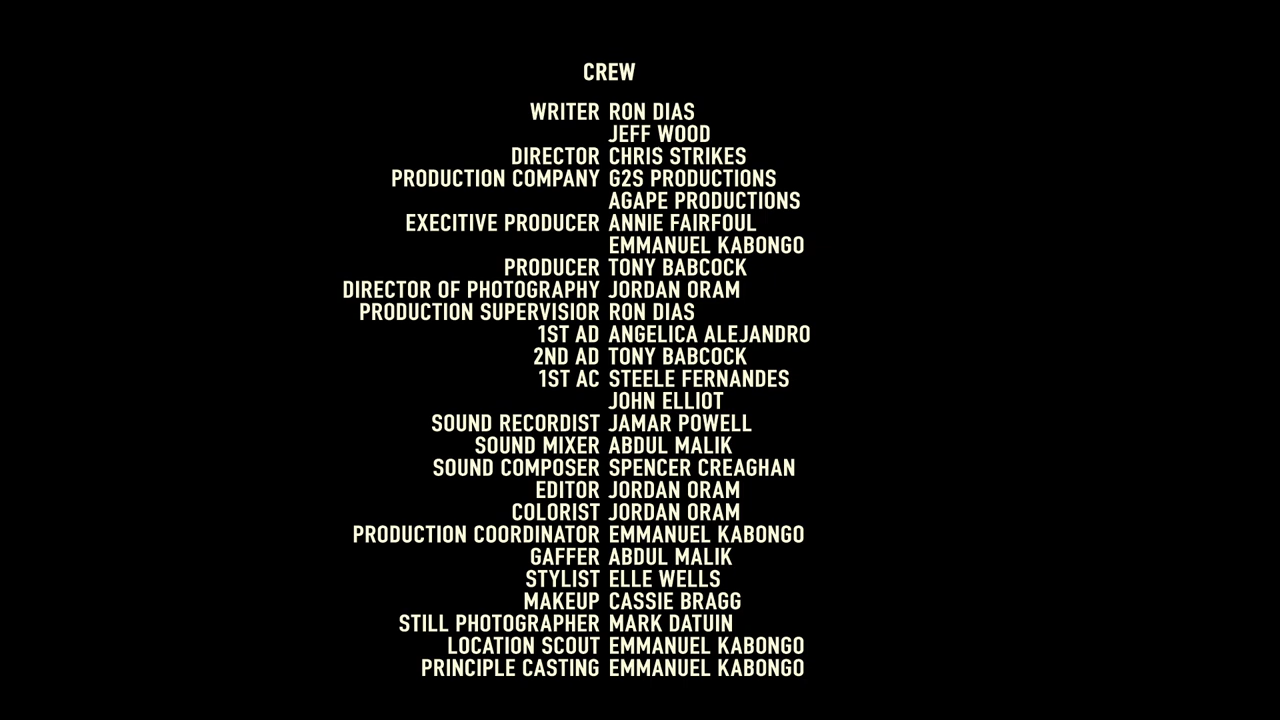 CREW
WRITER RON DIAS
JEFF WOOD
DIRECTOR CHRIS STRIKES
PRODUCTION COMPANY G2S PRODUCTIONS
AGAPE PRODUCTIONS
EXECITIVE PRODUCER ANNIE FAIRFOUL
EMMANUEL KABONGO
PRODUCER TONY BABCOCK
DIRECTOR OF PHOTOGRAPHY JORDAN ORAM
PRODUCTION SUPERVISIOR RON DIAS
1ST AD ANGELICA ALEJANDRO
2ND AD TONY BABCOCK
1ST AC STEELE FERNANDES
JOHN ELLIOT
SOUND RECORDIST JAMAR POWELL
SOUND MIXER ABDUL MALIK
SOUND COMPOSER SPENCER CREAGHAN
EDITOR JORDAN ORAM
COLORIST JORDAN ORAM
PRODUCTION COORDINATOR EMMANUEL KABONGO
GAFFER ABDUL MALIK
STYLIST ELLE WELLS
MAKEUP CASSIE BRAGG
STILL PHOTOGRAPHER MARK DATUIN
LOCATION SCOUT EMMANUEL KABONGO
PRINCIPLE CASTING EMMANUEL KABONGO